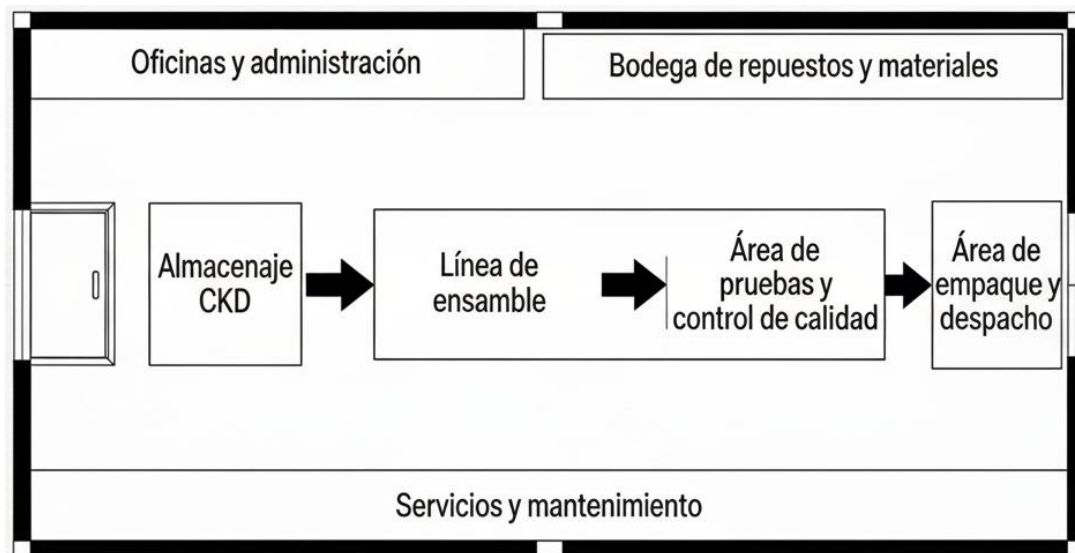 Oficinas y administración
Bodega de repuestos y materiales
Almacenaje
CKD
Línea de
ensamble
Área de
pruebas y
control de calidad
Área de
empaque y
despacho
Servicios y mantenimiento